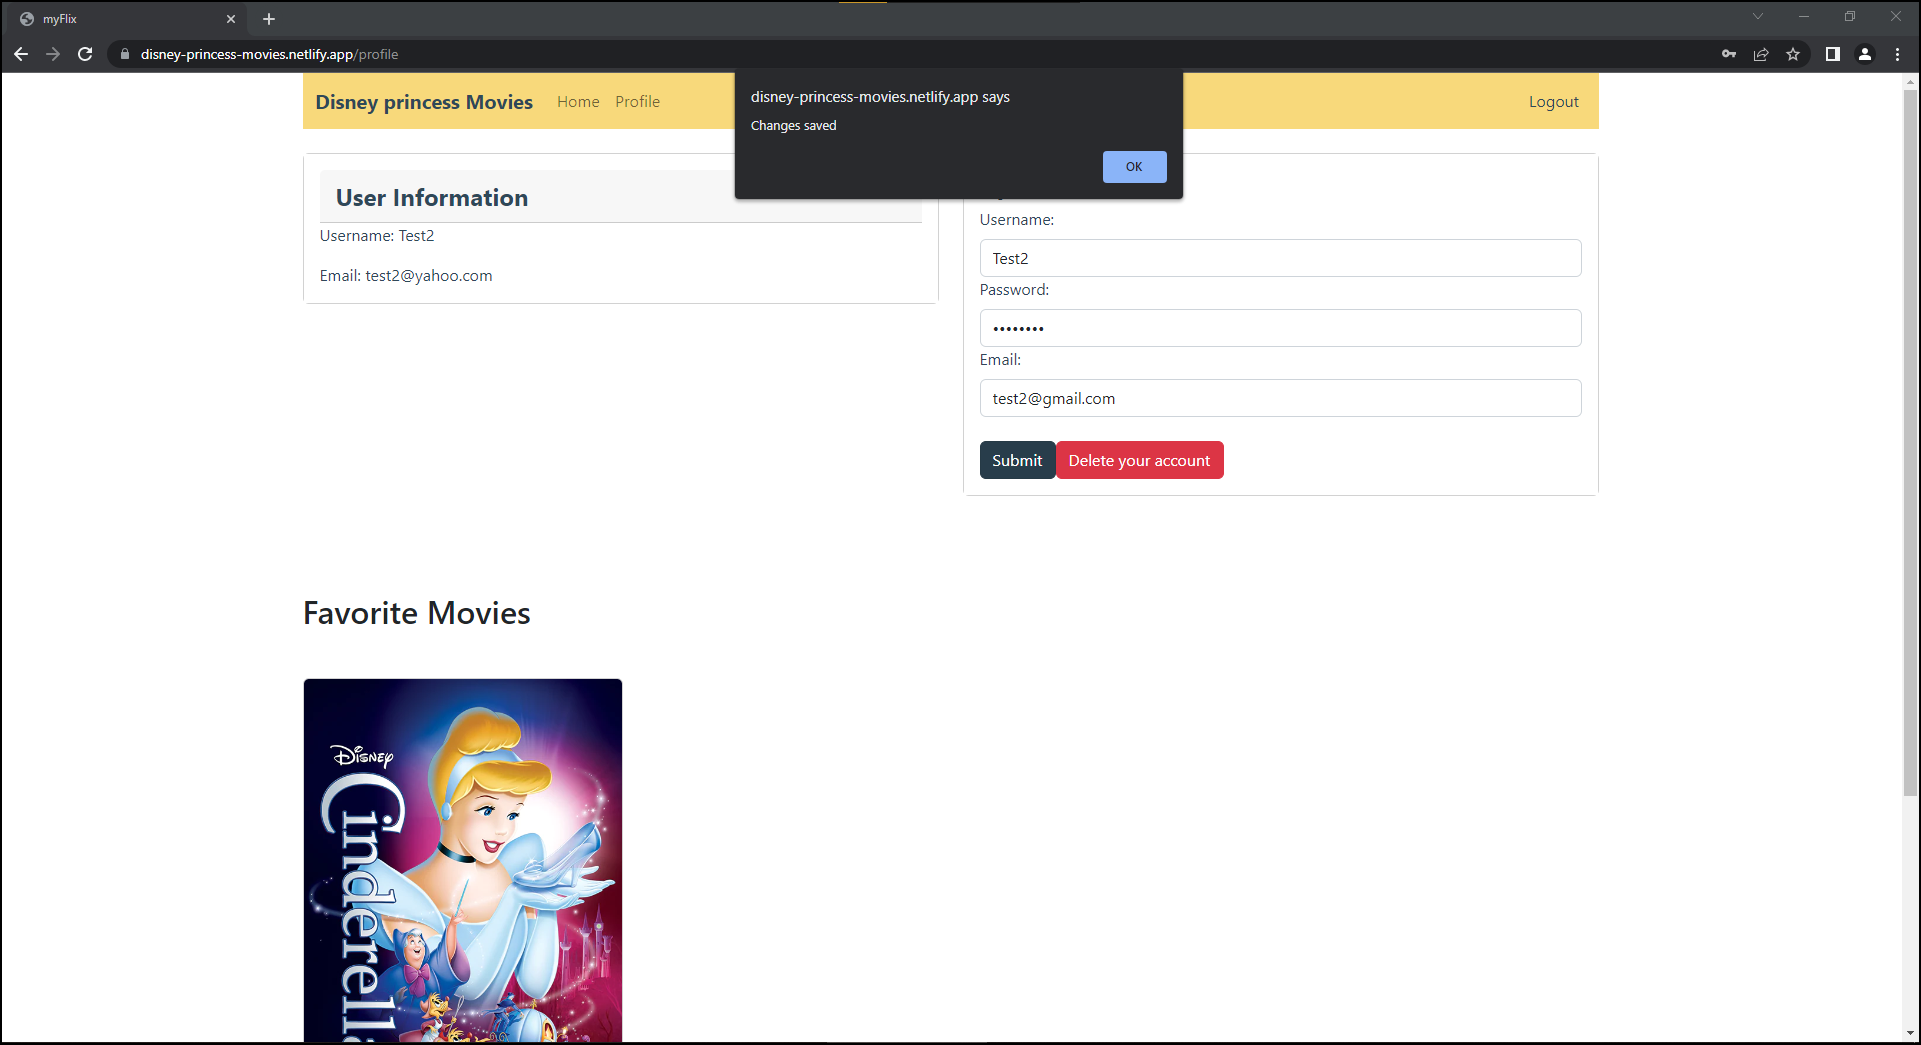 myFlix
disney-princess-movies.netlify.app/profile
disney-princess-movies.netlify.app says
Changes saved
OK
Disney princess Movies Home Profile Logout
User Information
Username: Test2
Email: test2@yahoo.com
Username:
Test2
Password:
••••••••
Email:
test2@gmail.com
Submit Delete your account
Favorite Movies
Disney
Cinderella